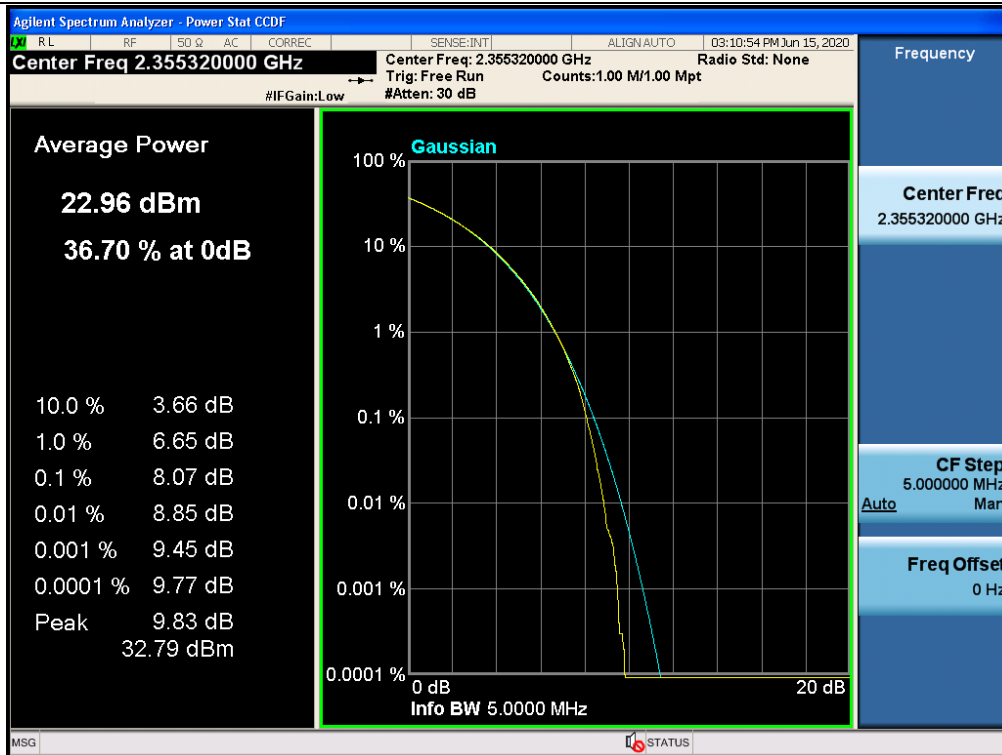 Agilent Spectrum Analyzer - Power Stat CCDF
LXI RL RF 50 Ω AC CORREC SENSE:INT ALIGN AUTO 03:10:54 PM Jun 15, 2020
Center Freq 2.355320000 GHz
Center Freq: 2.355320000 GHz Radio Std: None
Trig: Free Run Counts:1.00 M/1.00 Mpt
#IFGain:Low #Atten: 30 dB
Frequency
Average Power
22.96 dBm
36.70 % at 0dB
10.0 % 3.66 dB
1.0 % 6.65 dB
0.1 % 8.07 dB
0.01 % 8.85 dB
0.001 % 9.45 dB
0.0001 % 9.77 dB
Peak 9.83 dB
32.79 dBm
Gaussian
100 %
10 %
1 %
0.1 %
0.01 %
0.001 %
0.0001 %
0 dB 20 dB
Info BW 5.0000 MHz
Center Freq
2.355320000 GHz
CF Step
5.000000 MHz
Auto Man
Freq Offset
0 Hz
MSG STATUS